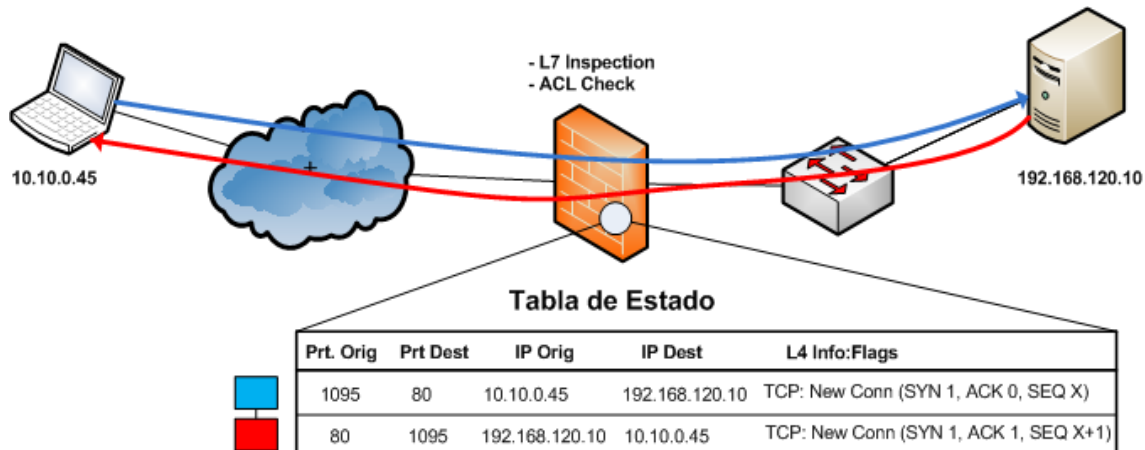 - L7 Inspection
- ACL Check
10.10.0.45
192.168.120.10
Tabla de Estado
Prt. Orig Prt Dest IP Orig IP Dest L4 Info:Flags
1095 80 10.10.0.45 192.168.120.10 TCP: New Conn (SYN 1, ACK 0, SEQ X)
80 1095 192.168.120.10 10.10.0.45 TCP: New Conn (SYN 1, ACK 1, SEQ X+1)